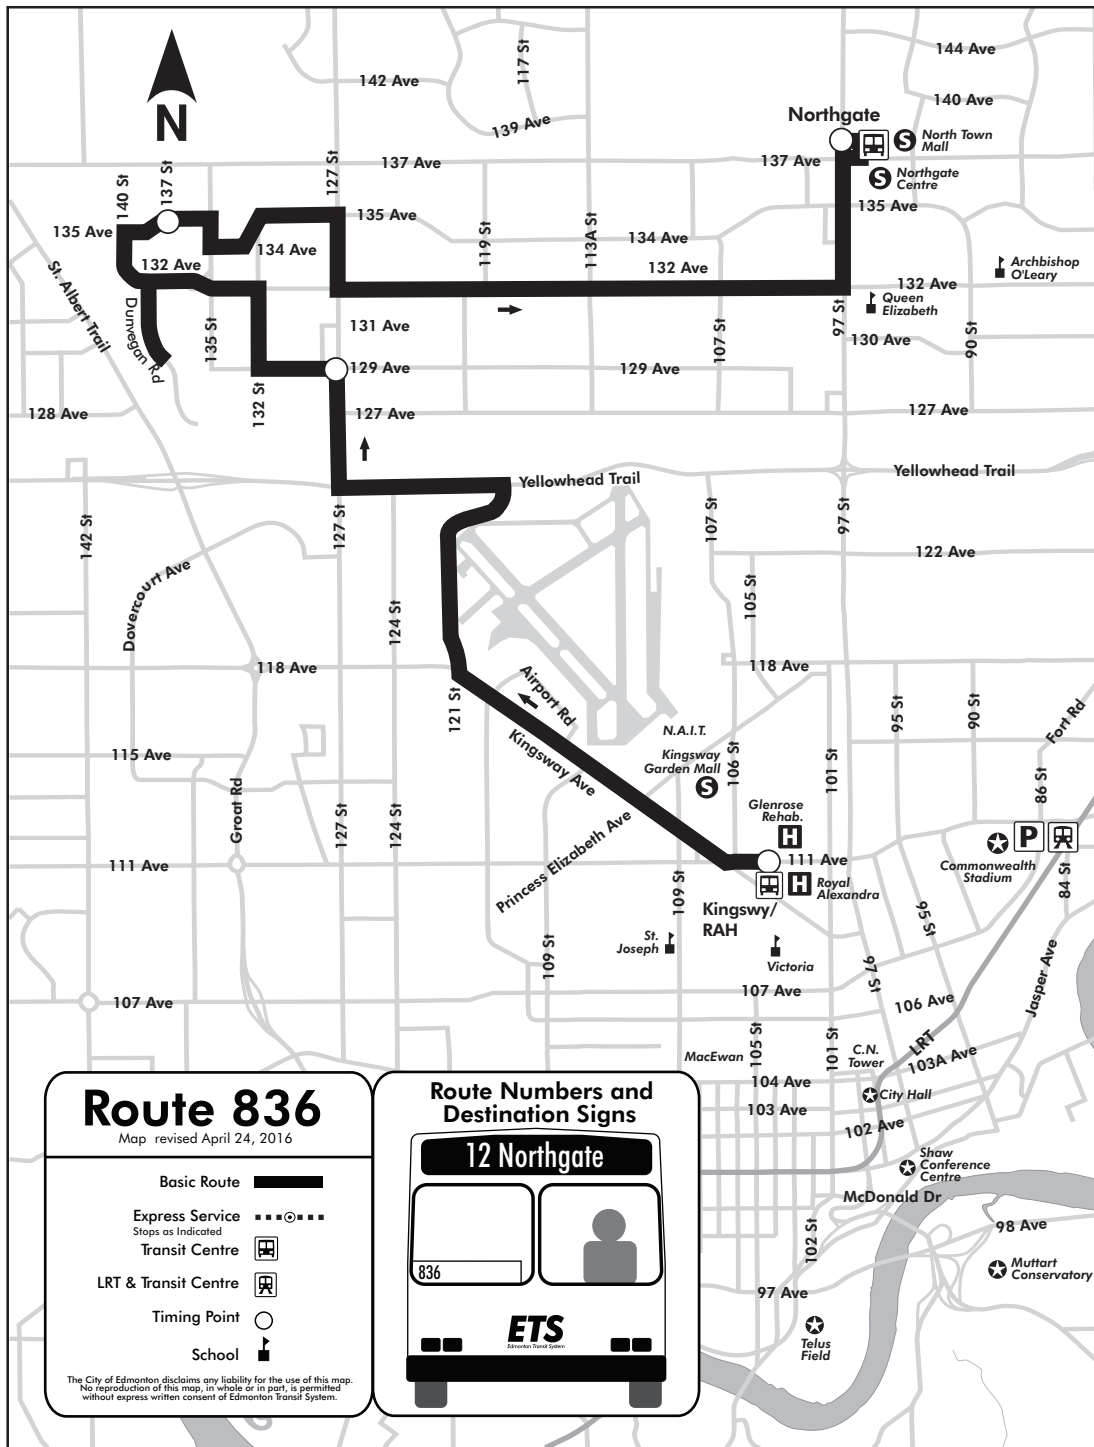 144 Ave
117 St
142 Ave
140 Ave
139 Ave
Northgate
North Town
Mall
N
137 Ave
137 Ave
127 St
137 St
140 St
Northgate
Centre
135 Ave
135 Ave
135 Ave
119 St
113A St
134 Ave
134 Ave
132 Ave
132 Ave
132 Ave
Archbishop
O'Leary
St. Albert Trail
Dunvegan Rd
Queen
Elizabeth
131 Ave
135 St
107 St
97 St
130 Ave
90 St
129 Ave
129 Ave
132 St
128 Ave
127 Ave
127 Ave
Yellowhead Trail
Yellowhead Trail
142 St
127 St
107 St
97 St
122 Ave
Dovercourt Ave
124 St
105 St
118 Ave
118 Ave
121 St
Airport Rd
95 St
90 St
Fort Rd
N.A.I.T.
Kingsway
Garden Mall
Kingsway Ave
106 St
101 St
115 Ave
86 St
Groat Rd
127 St
124 St
Glenrose
Rehab.
Princess Elizabeth Ave
P
Commonwealth
Stadium
111 Ave
111 Ave
84 St
Royal
Alexandra
109 St
Kingswy/
RAH
95 St
St.
Joseph
Victoria
109 St
97 St
Jasper Ave
107 Ave
107 Ave
106 Ave
105 St
101 St
LRT
MacEwan
C.N.
Tower
103A Ave
104 Ave
City Hall
103 Ave
102 Ave
Shaw
Conference
Centre
McDonald Dr
102 St
98 Ave
Muttart
Conservatory
97 Ave
Telus
Field
S
S
S
H
H
Route 836
Map revised April 24, 2016
Basic Route
Express Service
Stops as Indicated
Transit Centre
LRT & Transit Centre
Timing Point
School
The City of Edmonton disclaims any liability for the use of this map.
No reproduction of this map, in whole or in part, is permitted
without express written consent of Edmonton Transit System.
Route Numbers and
Destination Signs
12 Northgate
836
ETS
Edmonton Transit System